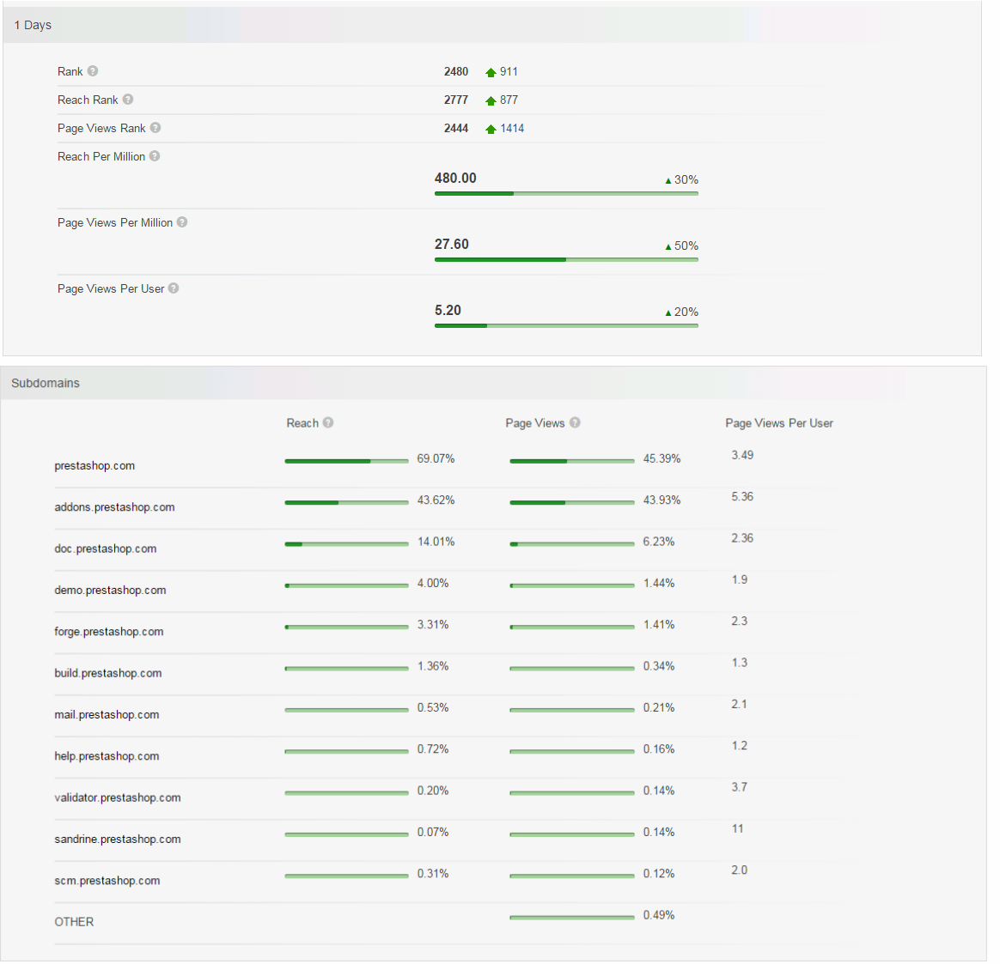 1 Days
Rank ? 2480 911
Reach Rank ? 2777 877
Page Views Rank ? 2444 1414
Reach Per Million ?
480.00 ▲ 30%
Page Views Per Million ?
27.60 ▲ 50%
Page Views Per User ?
5.20 ▲ 20%
Subdomains
Reach ? Page Views ? Page Views Per User
prestashop.com 69.07% 45.39% 3.49
addons.prestashop.com 43.62% 43.93% 5.36
doc.prestashop.com 14.01% 6.23% 2.36
demo.prestashop.com 4.00% 1.44% 1.9
forge.prestashop.com 3.31% 1.41% 2.3
build.prestashop.com 1.36% 0.34% 1.3
mail.prestashop.com 0.53% 0.21% 2.1
help.prestashop.com 0.72% 0.16% 1.2
validator.prestashop.com 0.20% 0.14% 3.7
sandrine.prestashop.com 0.07% 0.14% 11
scm.prestashop.com 0.31% 0.12% 2.0
OTHER 0.49%